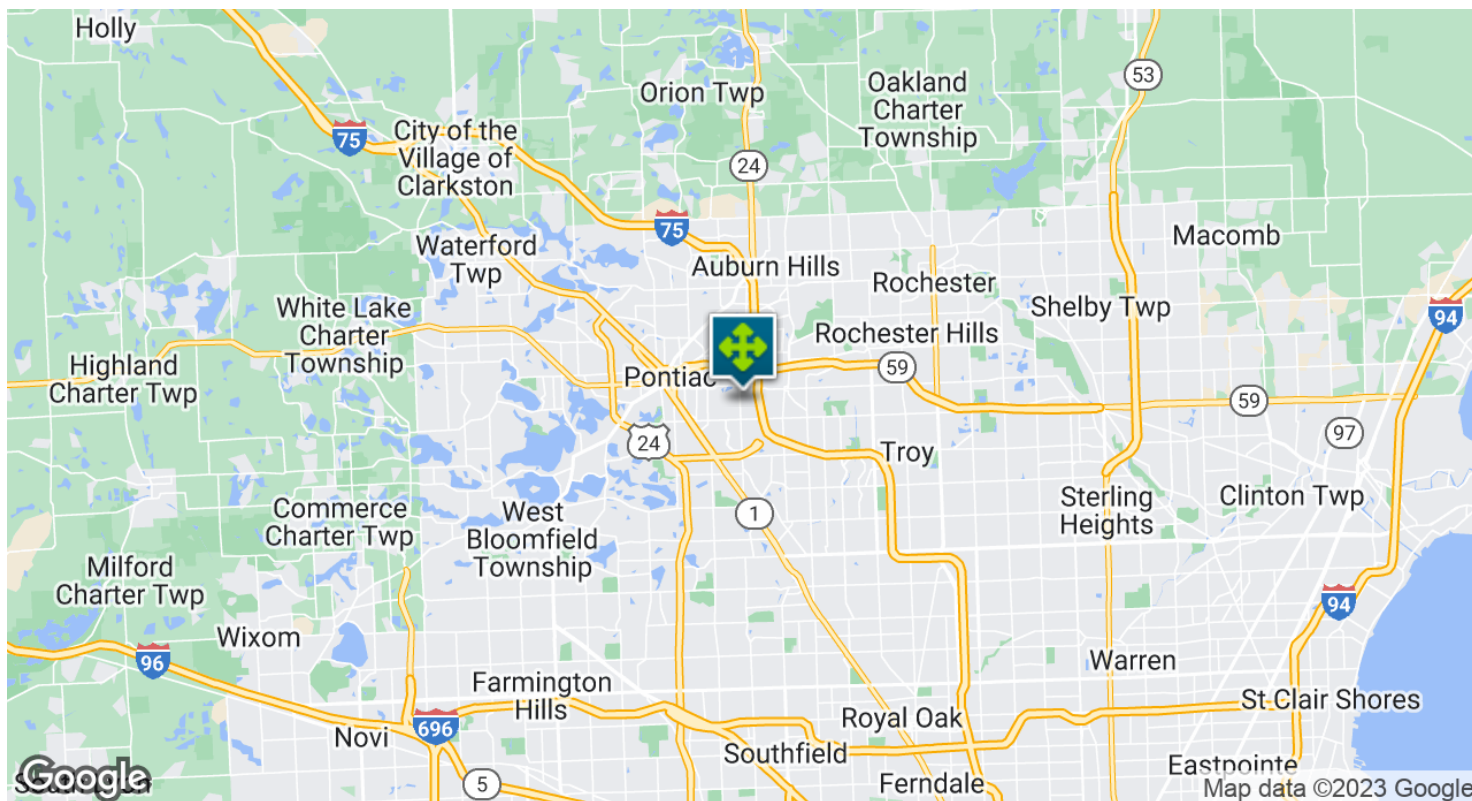 Holly
Orion Twp
Oakland
Charter
Township
53
75
City of the
Village of
Clarkston
24
75
Waterford
Twp
Auburn Hills
Macomb
Rochester
White Lake
Charter
Township
Shelby Twp
94
Rochester Hills
Highland
Charter Twp
Pontiac
59
59
97
24
Troy
Commerce
Charter Twp
West
Bloomfield
Township
1
Sterling
Heights
Clinton Twp
Milford
Charter Twp
94
Wixom
96
Warren
Farmington
Hills
St Clair Shores
696
Novi
Royal Oak
Southfield
Eastpointe
5
Ferndale
Google
Map data ©2023 Google